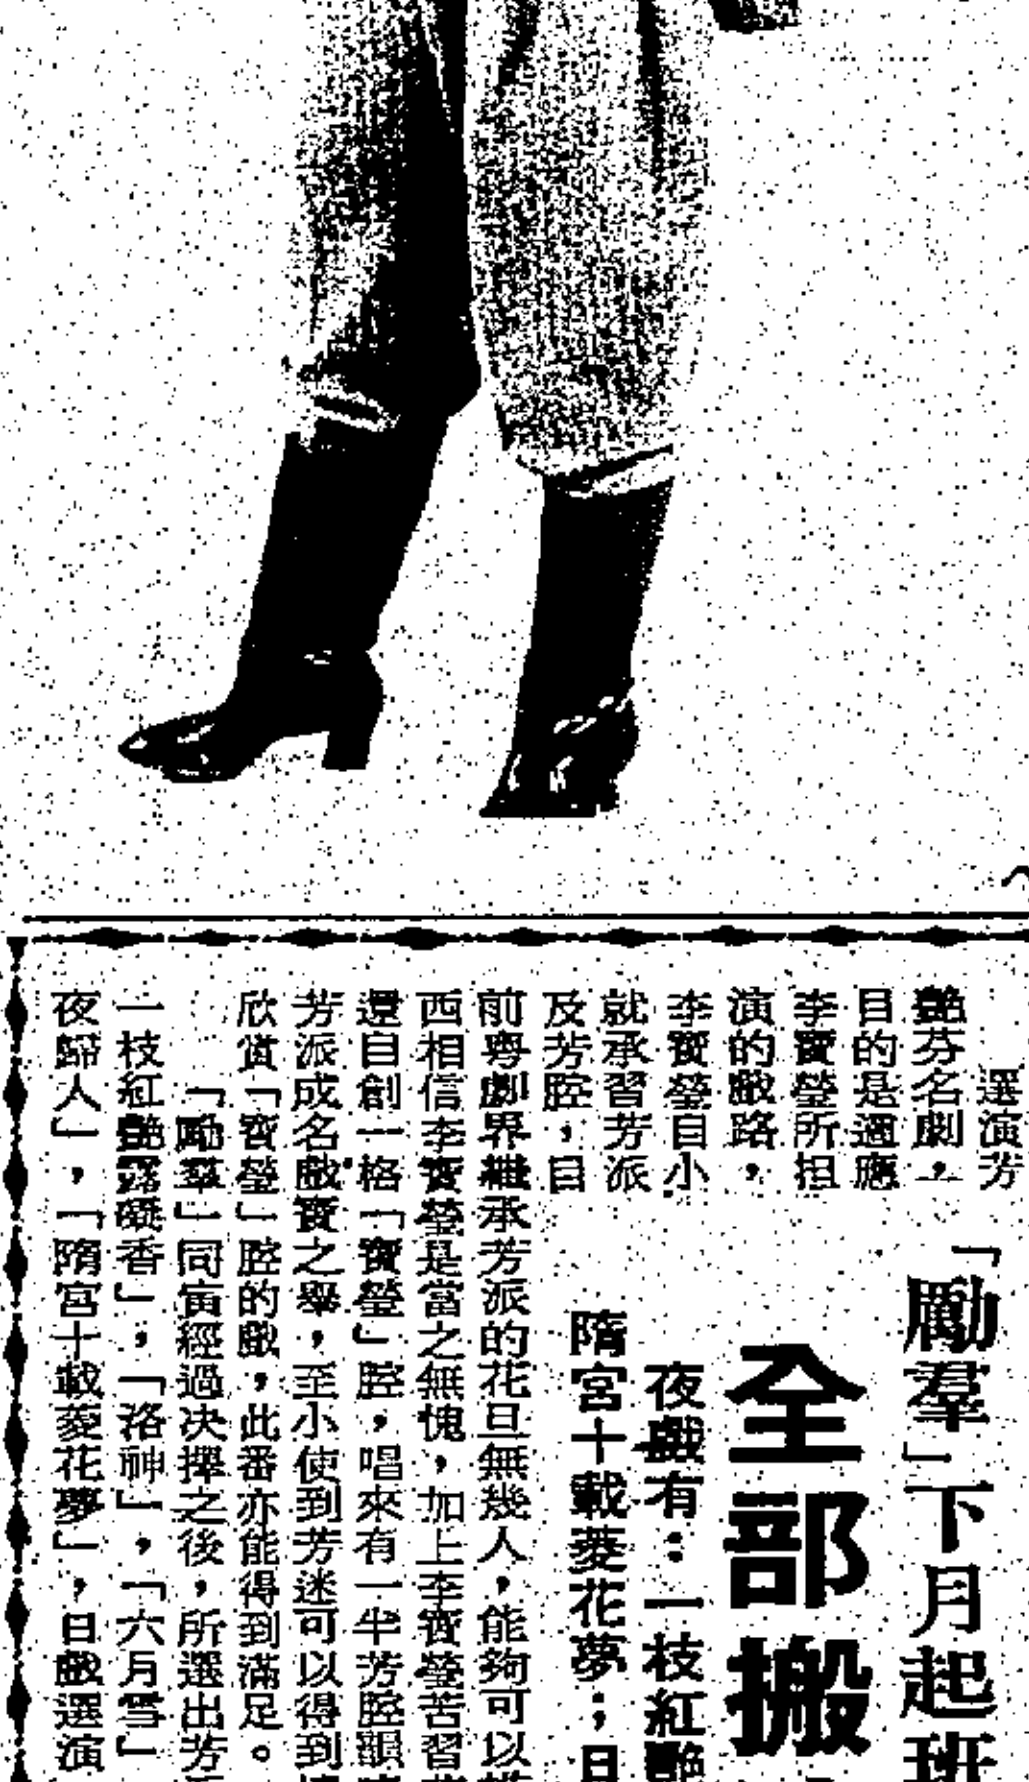 「勵羣」下月起班
全部搬
夜戲有：一枝紅艷
隋宮十載菱花夢；日
選演芳
艷芬名劇，
目的是適應
李寶瑩所担
演的戲路，
李寶瑩自小
就承習芳派
及芳腔，目
前粤劇界繼承芳派的花旦無幾人，能夠可以
西相信李寶瑩是當之無愧，加上李寶瑩苦習
還自創一格「寶瑩」腔，唱來有一半芳腔韻
芳派成名戲寶之舉，至小使到芳迷可以得到
欣賞「寶瑩」腔的戲，此番亦能得到滿足。
「勵羣」同寅經過決擇之後，所選出芳
一枝紅艷露凝香」，「洛神」，「六月雪」
夜歸人」，「隋宮十載菱花夢」，日戲選演